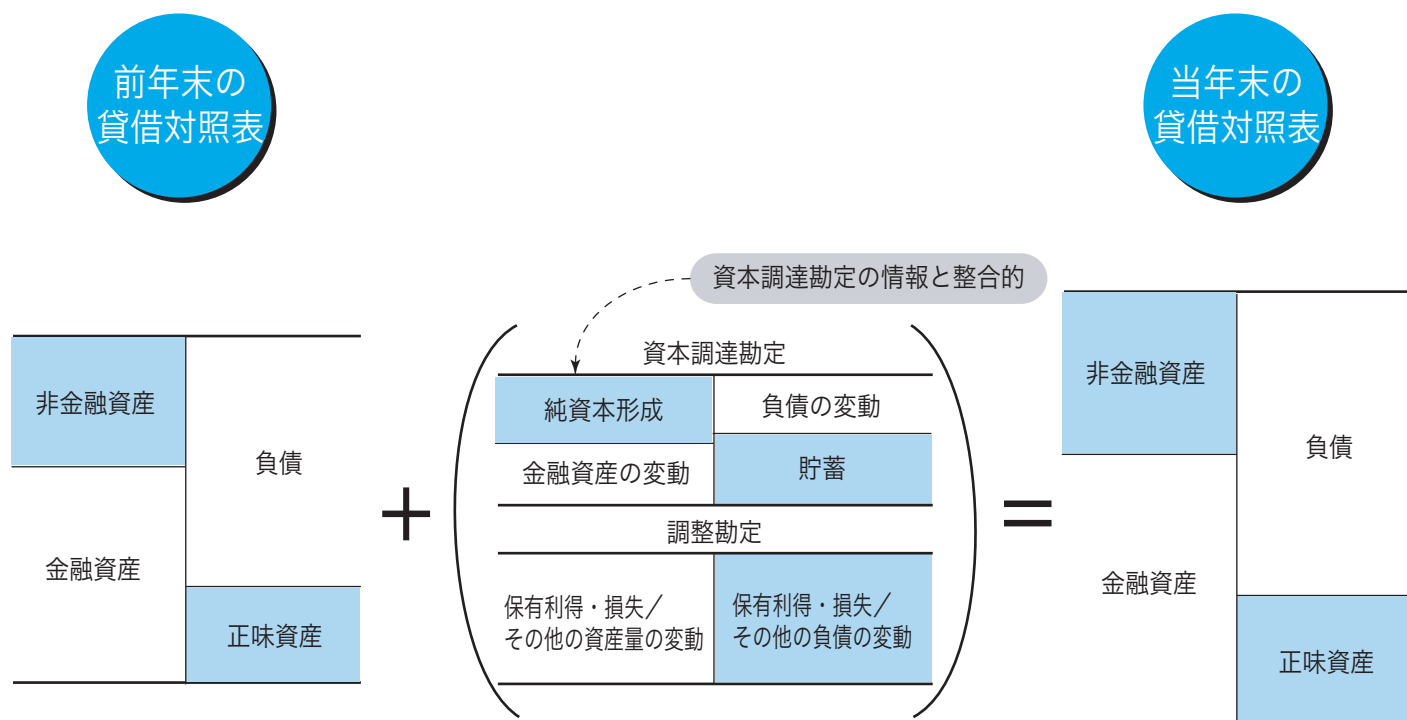 前年末の
貸借対照表
当年末の
貸借対照表
資本調達勘定の情報と整合的
非金融資産
金融資産
負債
正味資産
+
資本調達勘定
純資本形成
負債の変動
金融資産の変動
貯蓄
調整勘定
保有利得・損失／
その他の資産量の変動
保有利得・損失／
その他の負債の変動
=
非金融資産
金融資産
負債
正味資産